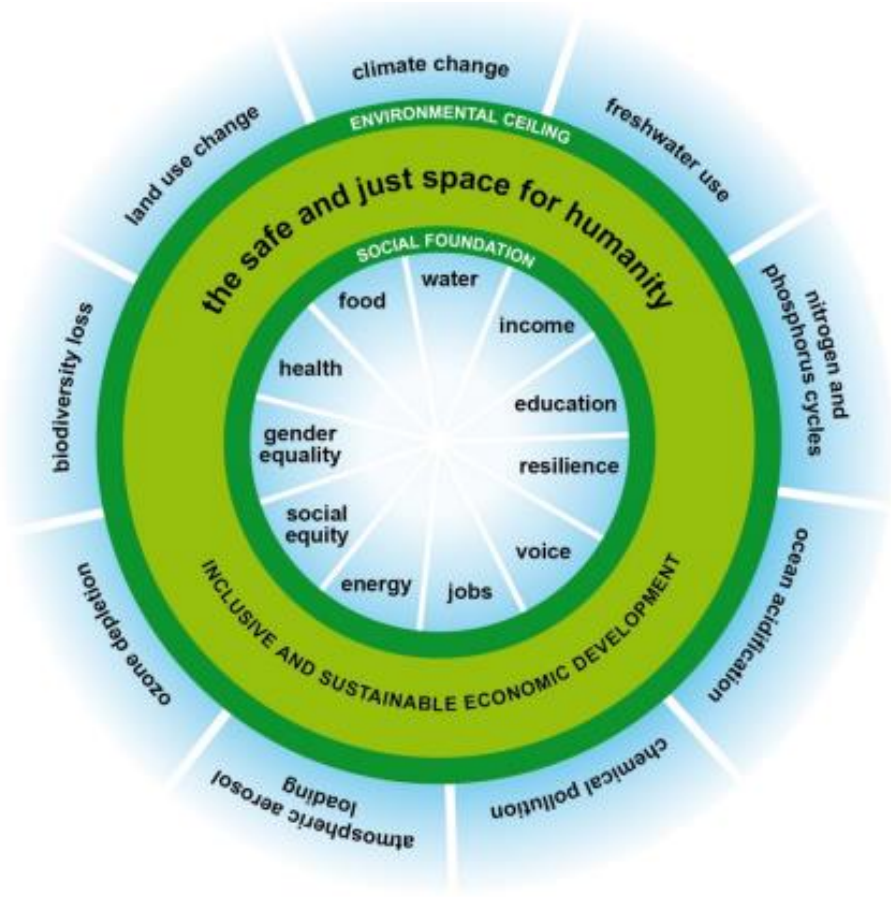 climate change
freshwater use
nitrogen and
phosphorus cycles
ocean acidification
chemical pollution
atmospheric aerosol
loading
ozone depletion
biodiversity loss
land use change
ENVIRONMENTAL CEILING
the safe and just space for humanity
SOCIAL FOUNDATION
water
income
education
resilience
voice
jobs
energy
social
equity
gender
equality
health
food
INCLUSIVE AND SUSTAINABLE ECONOMIC DEVELOPMENT